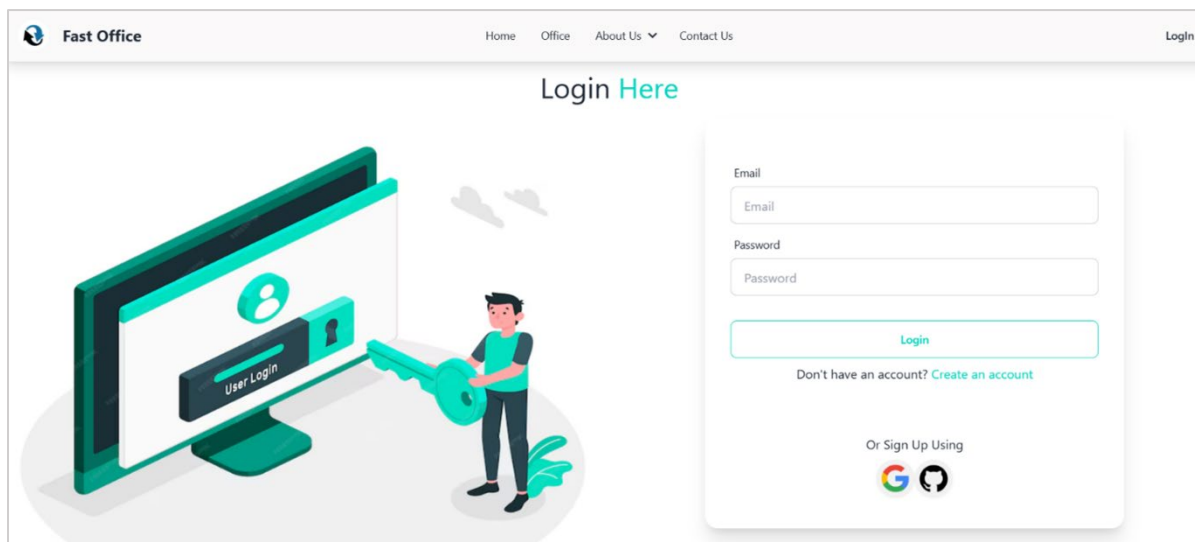 Fast Office
Home Office About Us Contact Us
LogIn
Login Here
Email
Email
Password
Password
Login
Don't have an account? Create an account
Or Sign Up Using
User Login